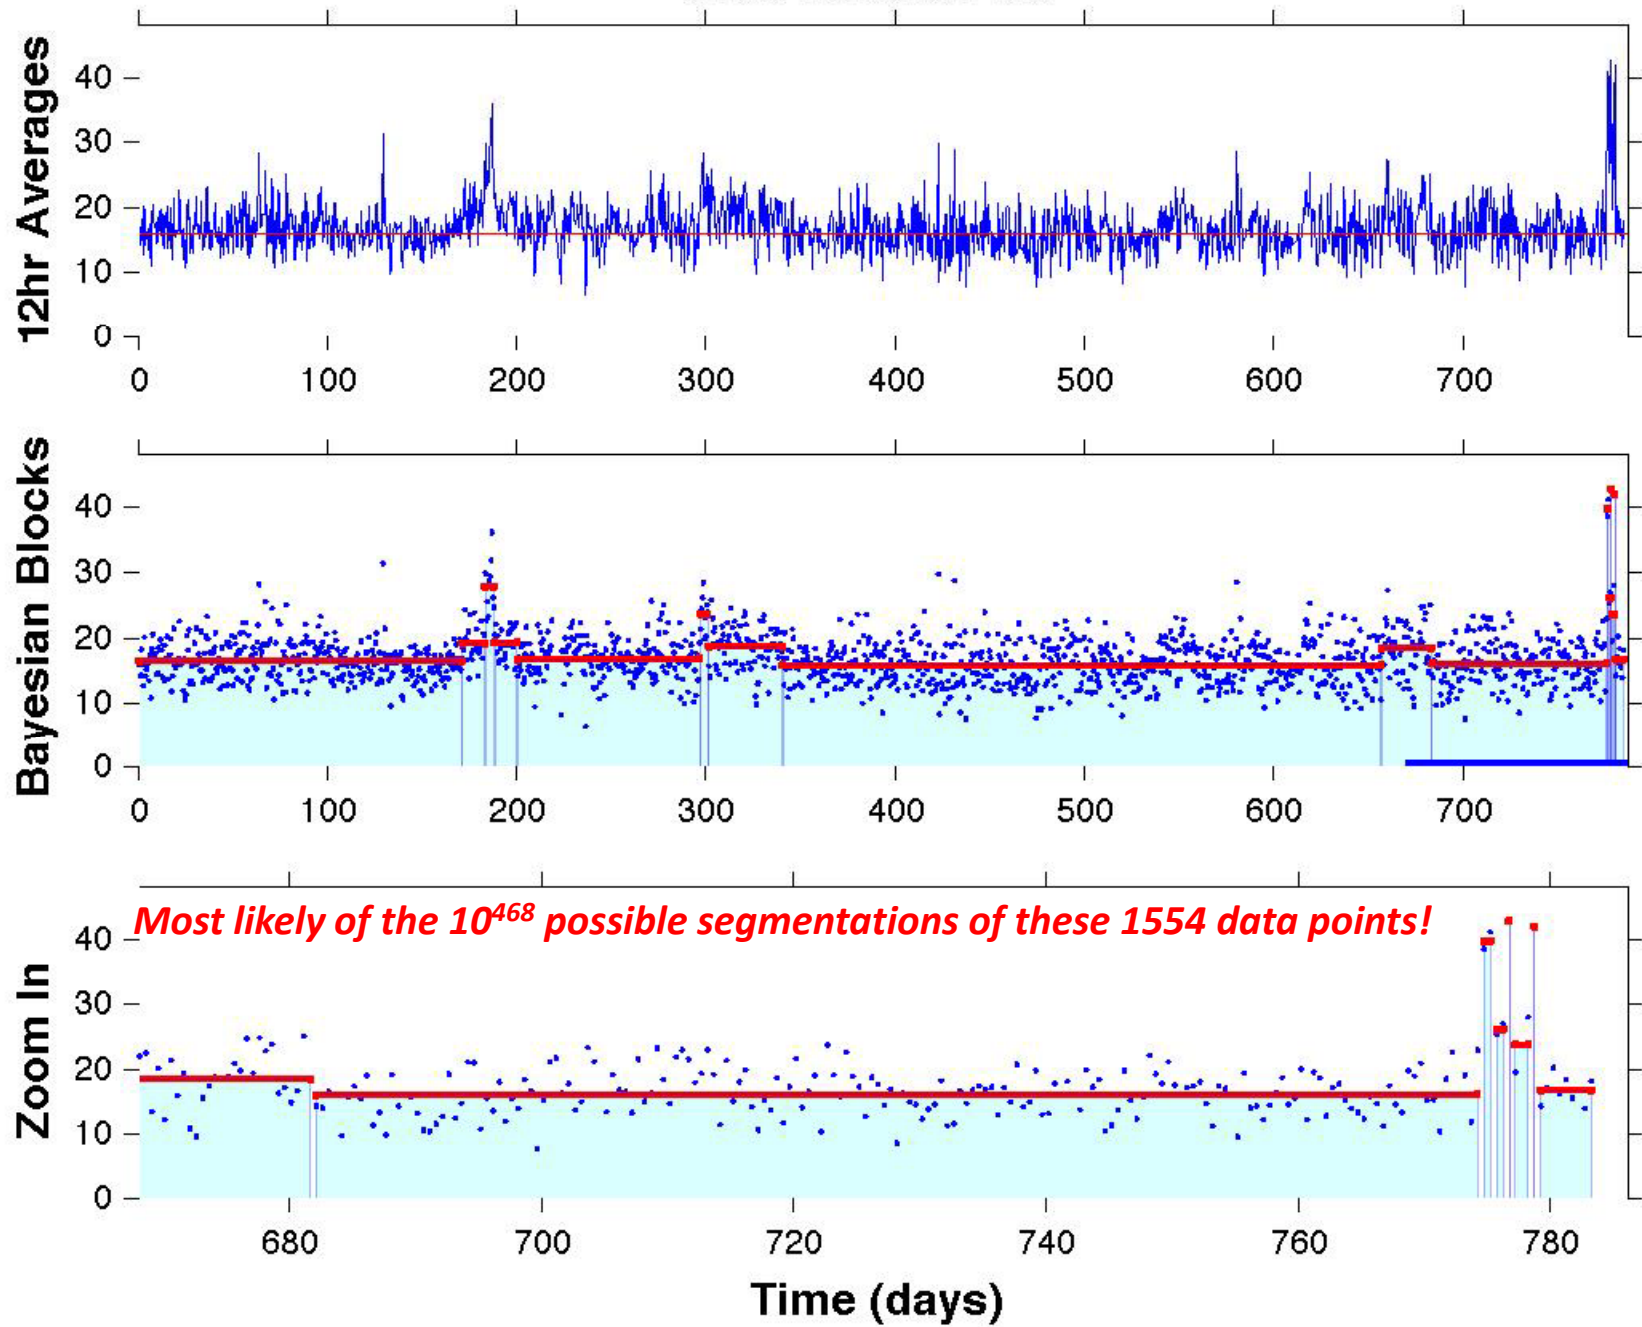 12hr Averages
40
30
20
10
0
0 100 200 300 400 500 600 700
Bayesian Blocks
40
30
20
10
0
0 100 200 300 400 500 600 700
Zoom In
Most likely of the 10⁴⁶⁸ possible segmentations of these 1554 data points!
40
30
20
10
0
680 700 720 740 760 780
Time (days)